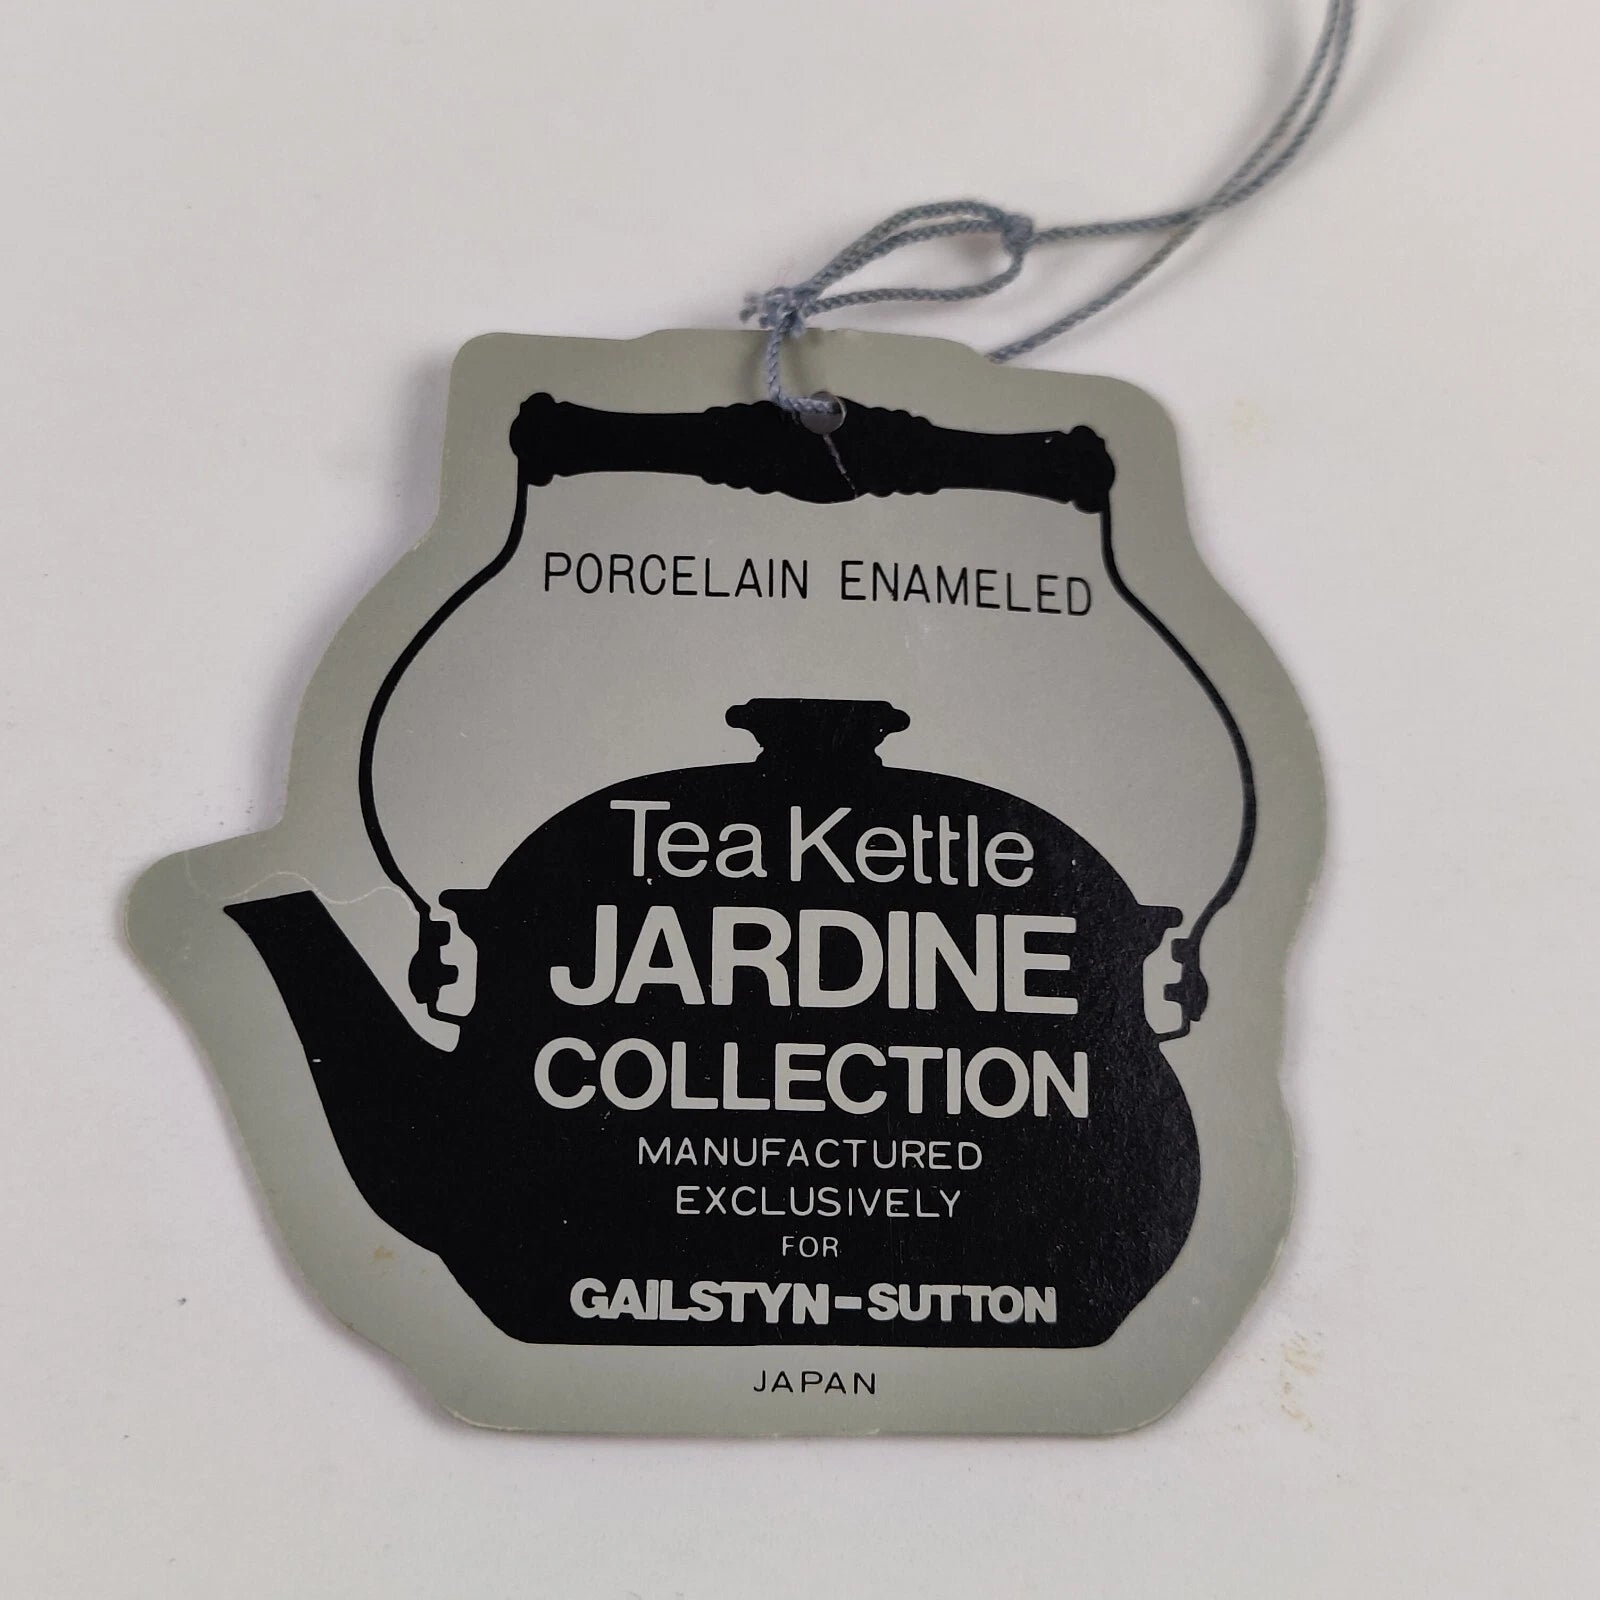 PORCELAIN ENAMELED
Tea Kettle
JARDINE
COLLECTION
MANUFACTURED
EXCLUSIVELY
FOR
GAILSTYN-SUTTON
JAPAN